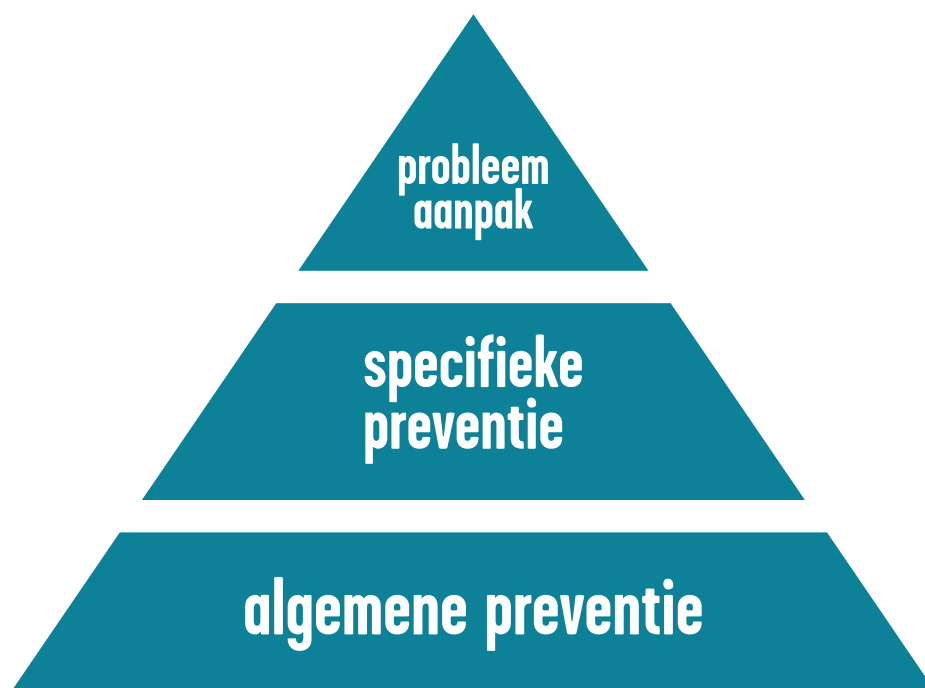 probleem
aanpak
specifieke
preventie
algemene preventie